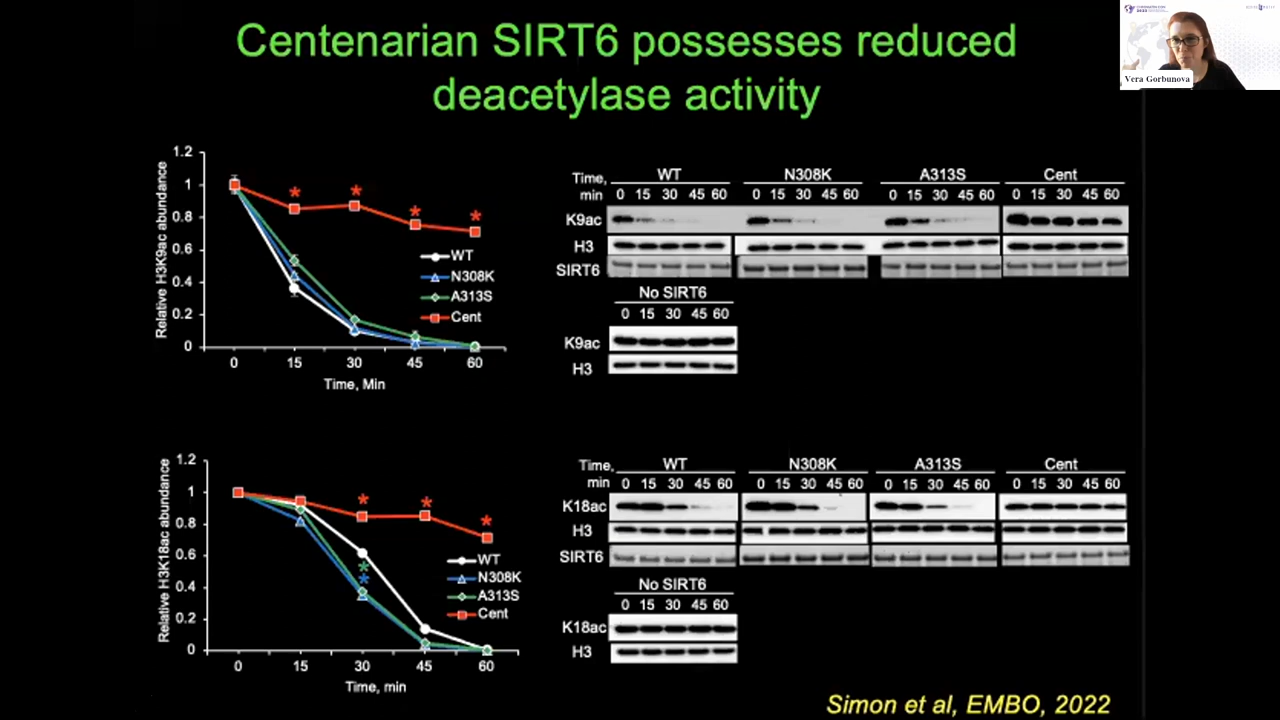 Centenarian SIRT6 possesses reduced
deacetylase activity
Vera Gorbunova
Relative H3K9ac abundance
1.2
1
0.8
0.6
0.4
0.2
0
WT
N308K
A313S
Cent
0 15 30 45 60
Time, Min
Time, min
WT N308K A313S Cent
0 15 30 45 60 0 15 30 45 60 0 15 30 45 60 0 15 30 45 60
K9ac
H3
SIRT6
No SIRT6
0 15 30 45 60
K9ac
H3
Relative H3K18ac abundance
1.2
1
0.8
0.6
0.4
0.2
0
WT
N308K
A313S
Cent
0 15 30 45 60
Time, min
Time, min
WT N308K A313S Cent
0 15 30 45 60 0 15 30 45 60 0 15 30 45 60 0 15 30 45 60
K18ac
H3
SIRT6
No SIRT6
0 15 30 45 60
K18ac
H3
Simon et al, EMBO, 2022